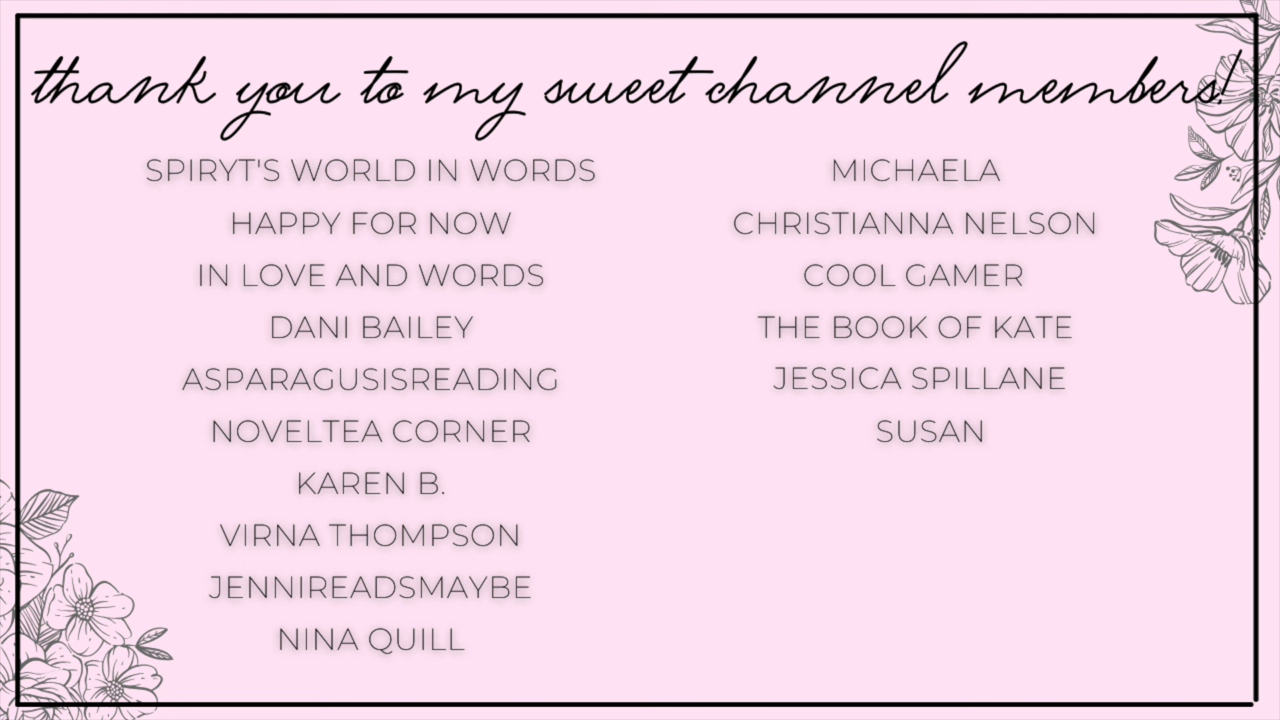 thank you to my sweet channel members!
SPIRYT'S WORLD IN WORDS
HAPPY FOR NOW
IN LOVE AND WORDS
DANI BAILEY
ASPARAGUSISREADING
NOVELTEA CORNER
KAREN B.
VIRNA THOMPSON
JENNIREADSMAYBE
NINA QUILL
MICHAELA
CHRISTIANNA NELSON
COOL GAMER
THE BOOK OF KATE
JESSICA SPILLANE
SUSAN